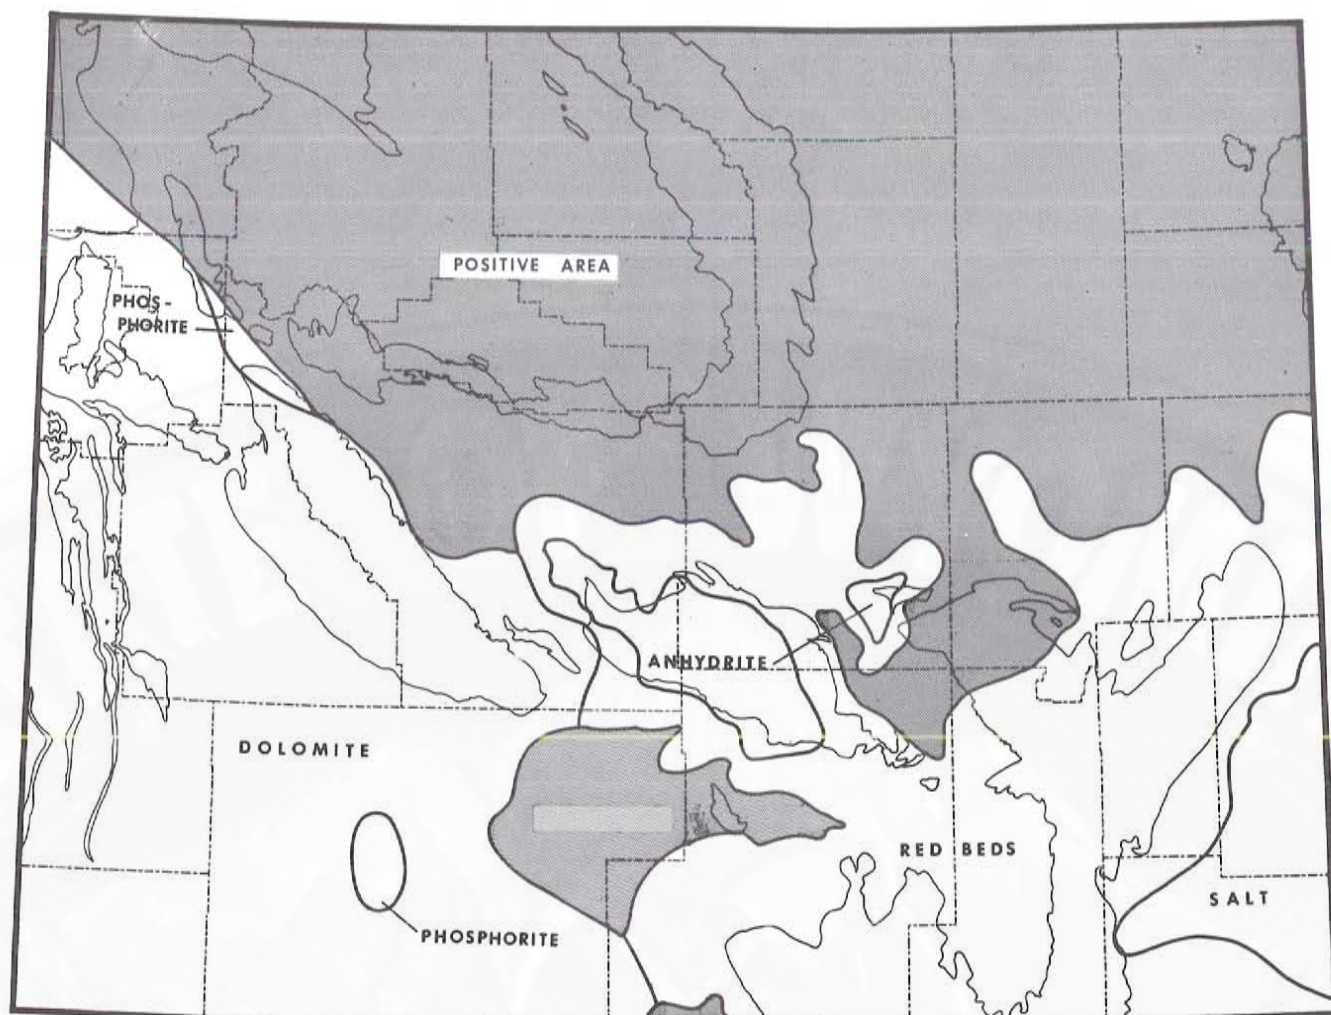 POSITIVE AREA
PHOS-
PHORITE
ANHYDRITE
DOLOMITE
RED BEDS
SALT
PHOSPHORITE